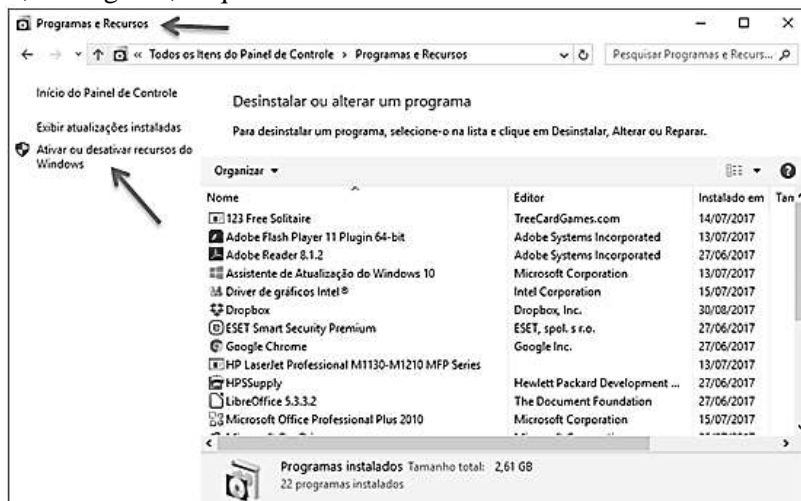 Programas e Recursos
« Todos os Itens do Painel de Controle > Programas e Recursos
Pesquisar Programas e Recurs...
Início do Painel de Controle
Exibir atualizações instaladas
Ativar ou desativar recursos do
Windows
Desinstalar ou alterar um programa
Para desinstalar um programa, selecione-o na lista e clique em Desinstalar, Alterar ou Reparar.
Organizar
Nome Editor Instalado em Tan
123 Free Solitaire TreeCardGames.com 14/07/2017
Adobe Flash Player 11 Plugin 64-bit Adobe Systems Incorporated 13/07/2017
Adobe Reader 8.1.2 Adobe Systems Incorporated 27/06/2017
Assistente de Atualização do Windows 10 Microsoft Corporation 13/07/2017
Driver de gráficos Intel® Intel Corporation 15/07/2017
Dropbox Dropbox, Inc. 30/08/2017
ESET Smart Security Premium ESET, spol. s r.o. 27/06/2017
Google Chrome Google Inc. 27/06/2017
HP LaserJet Professional M1130-M1210 MFP Series 13/07/2017
HPSSupply Hewlett Packard Development ... 27/06/2017
LibreOffice 5.3.3.2 The Document Foundation 27/06/2017
Microsoft Office Professional Plus 2010 Microsoft Corporation 15/07/2017
Programas instalados Tamanho total: 2,61 GB
22 programas instalados